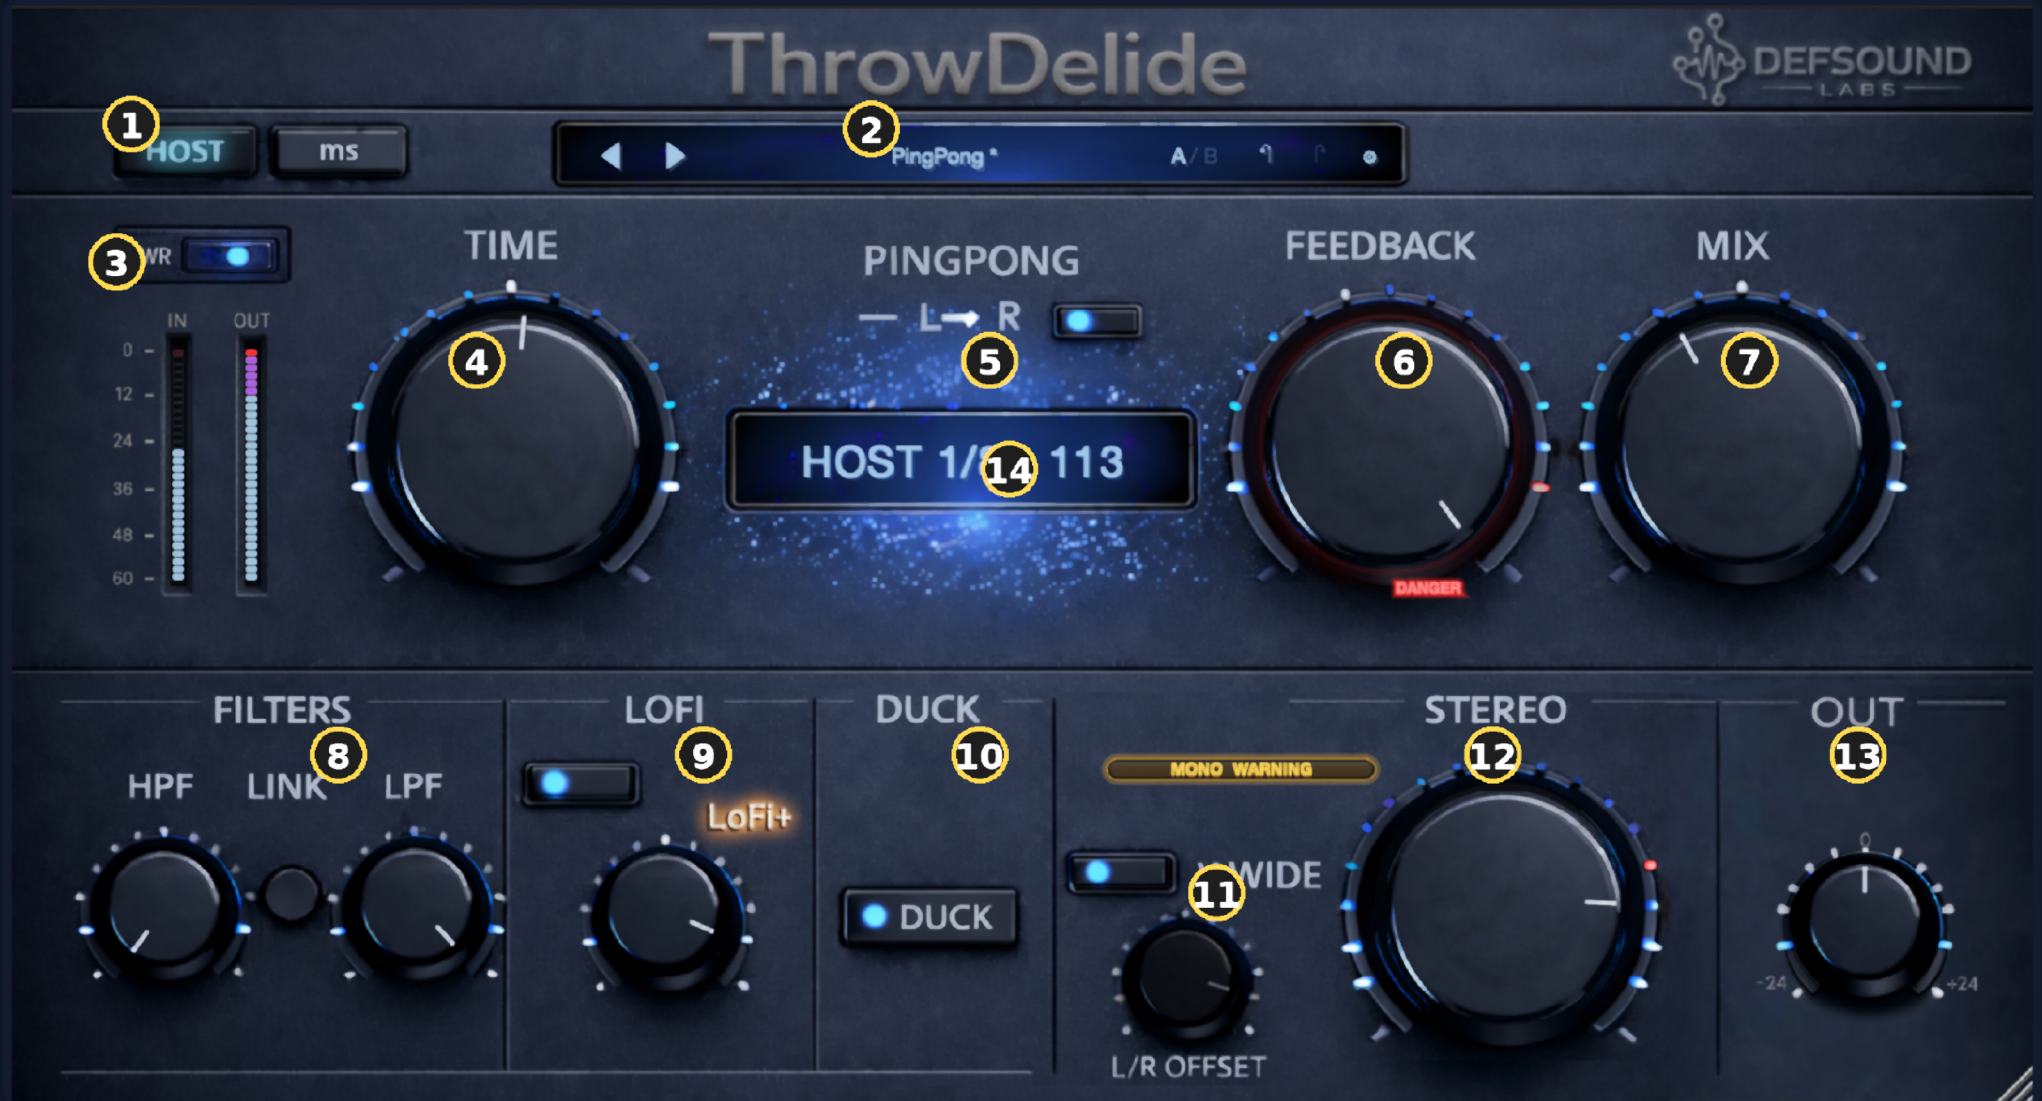 ThrowDelide
DEFSOUND
LABS
1
HOST
ms
2
PingPong *
A/B
3
WR
IN
OUT
0
12
24
36
48
60
TIME
4
PINGPONG
L R
5
HOST 1/
14
113
FEEDBACK
6
DANGER
MIX
7
FILTERS
8
HPF
LINK
LPF
LOFI
9
LoFi+
DUCK
10
DUCK
MONO WARNING
STEREO
12
11
WIDE
L/R OFFSET
OUT
13
0
-24
+24